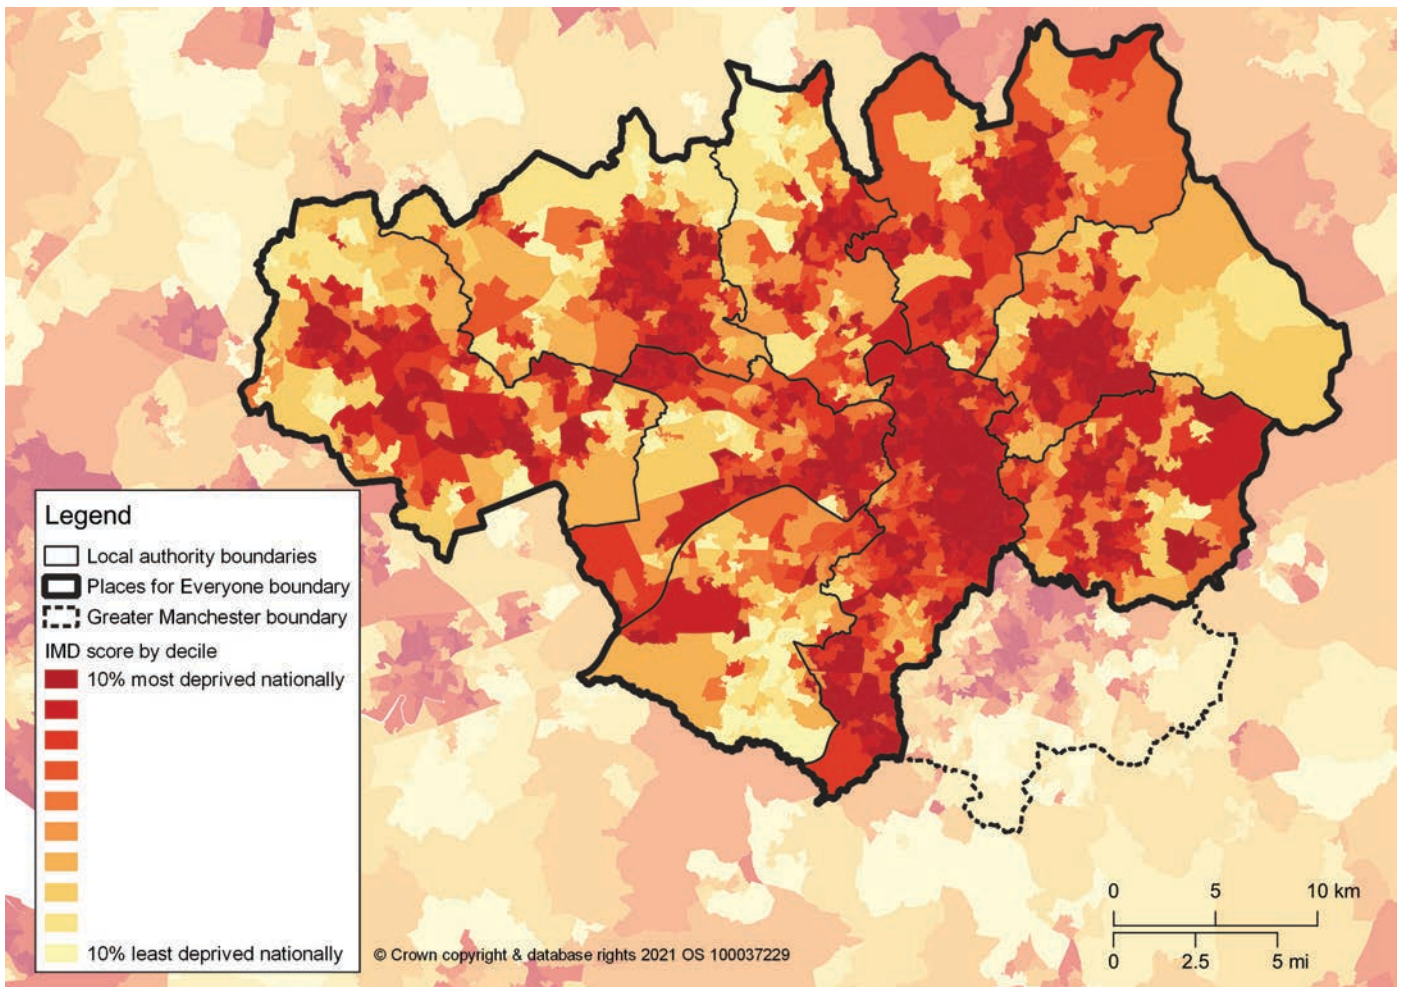 Legend
Local authority boundaries
Places for Everyone boundary
Greater Manchester boundary
IMD score by decile
10% most deprived nationally
10% least deprived nationally
© Crown copyright & database rights 2021 OS 100037229
0 5 10 km
0 2.5 5 mi